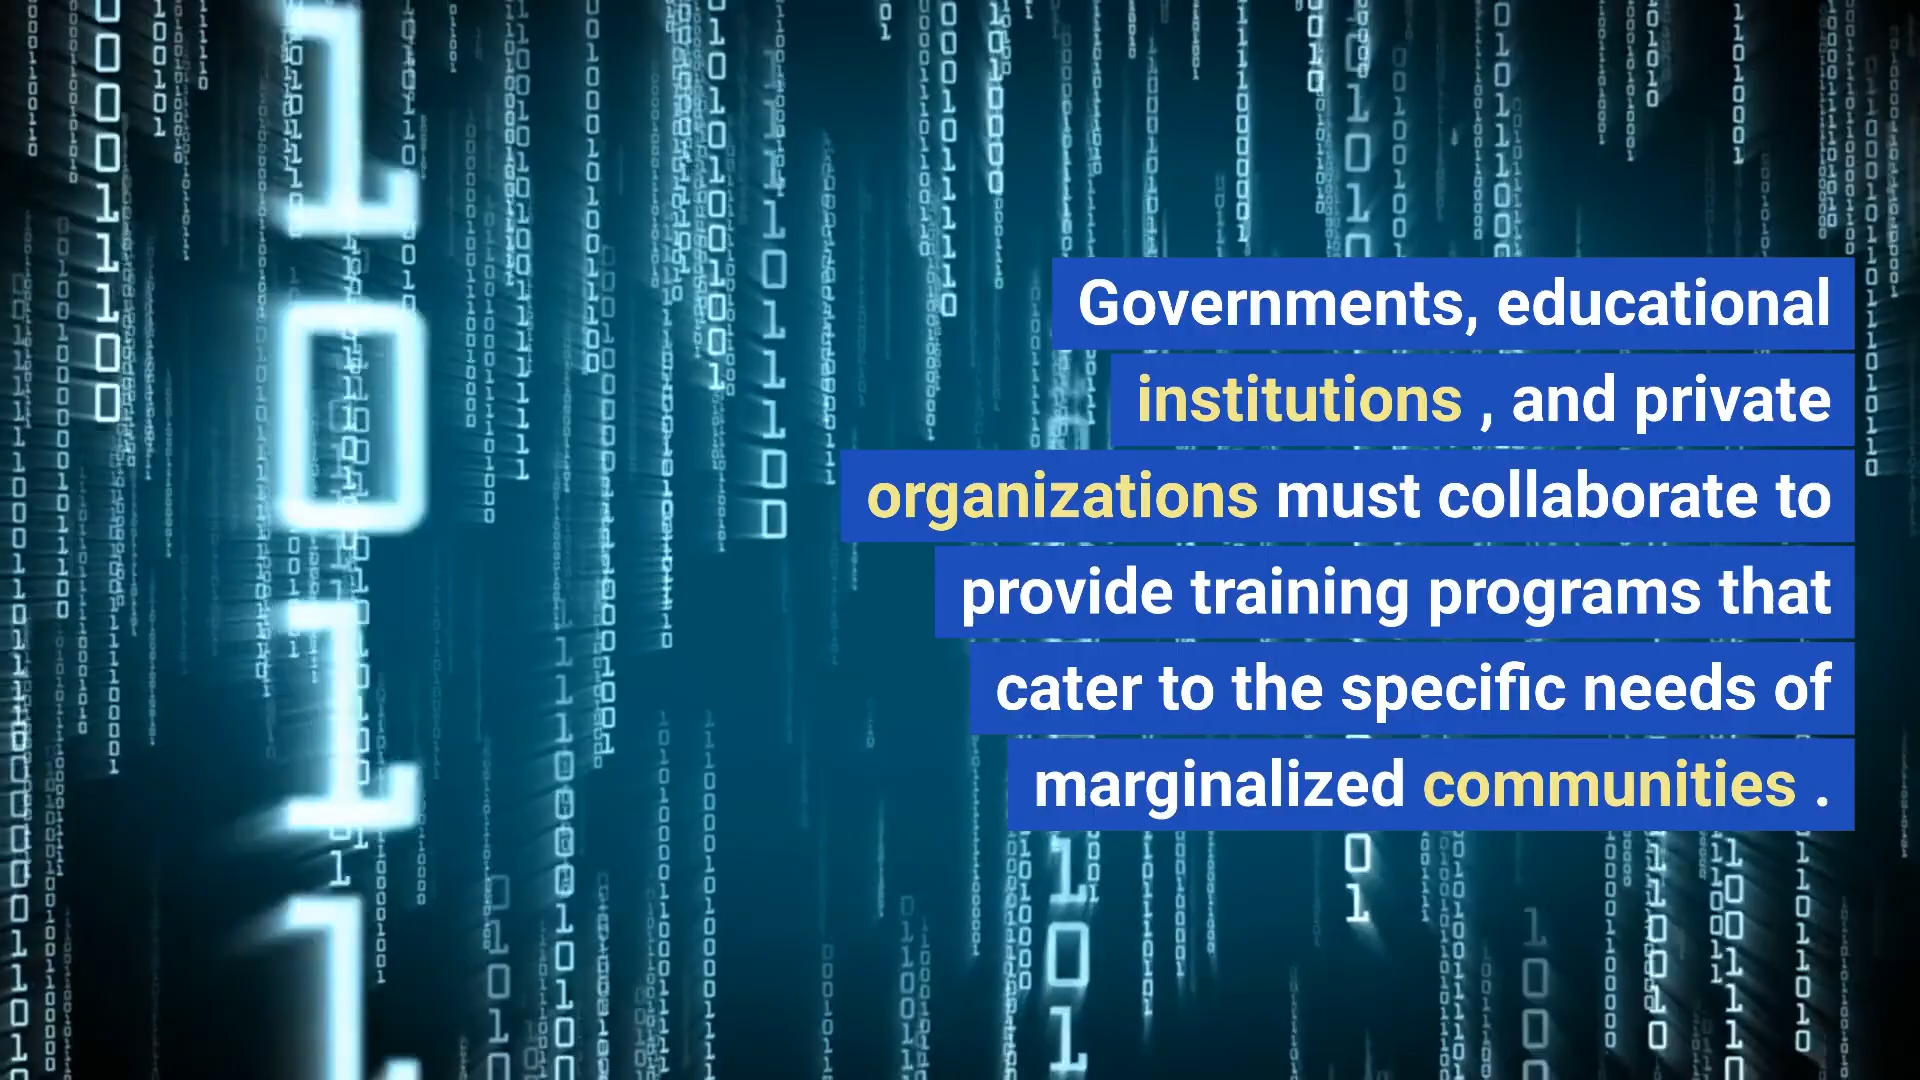 Governments, educational
institutions , and private
organizations must collaborate to
provide training programs that
cater to the specific needs of
marginalized communities .